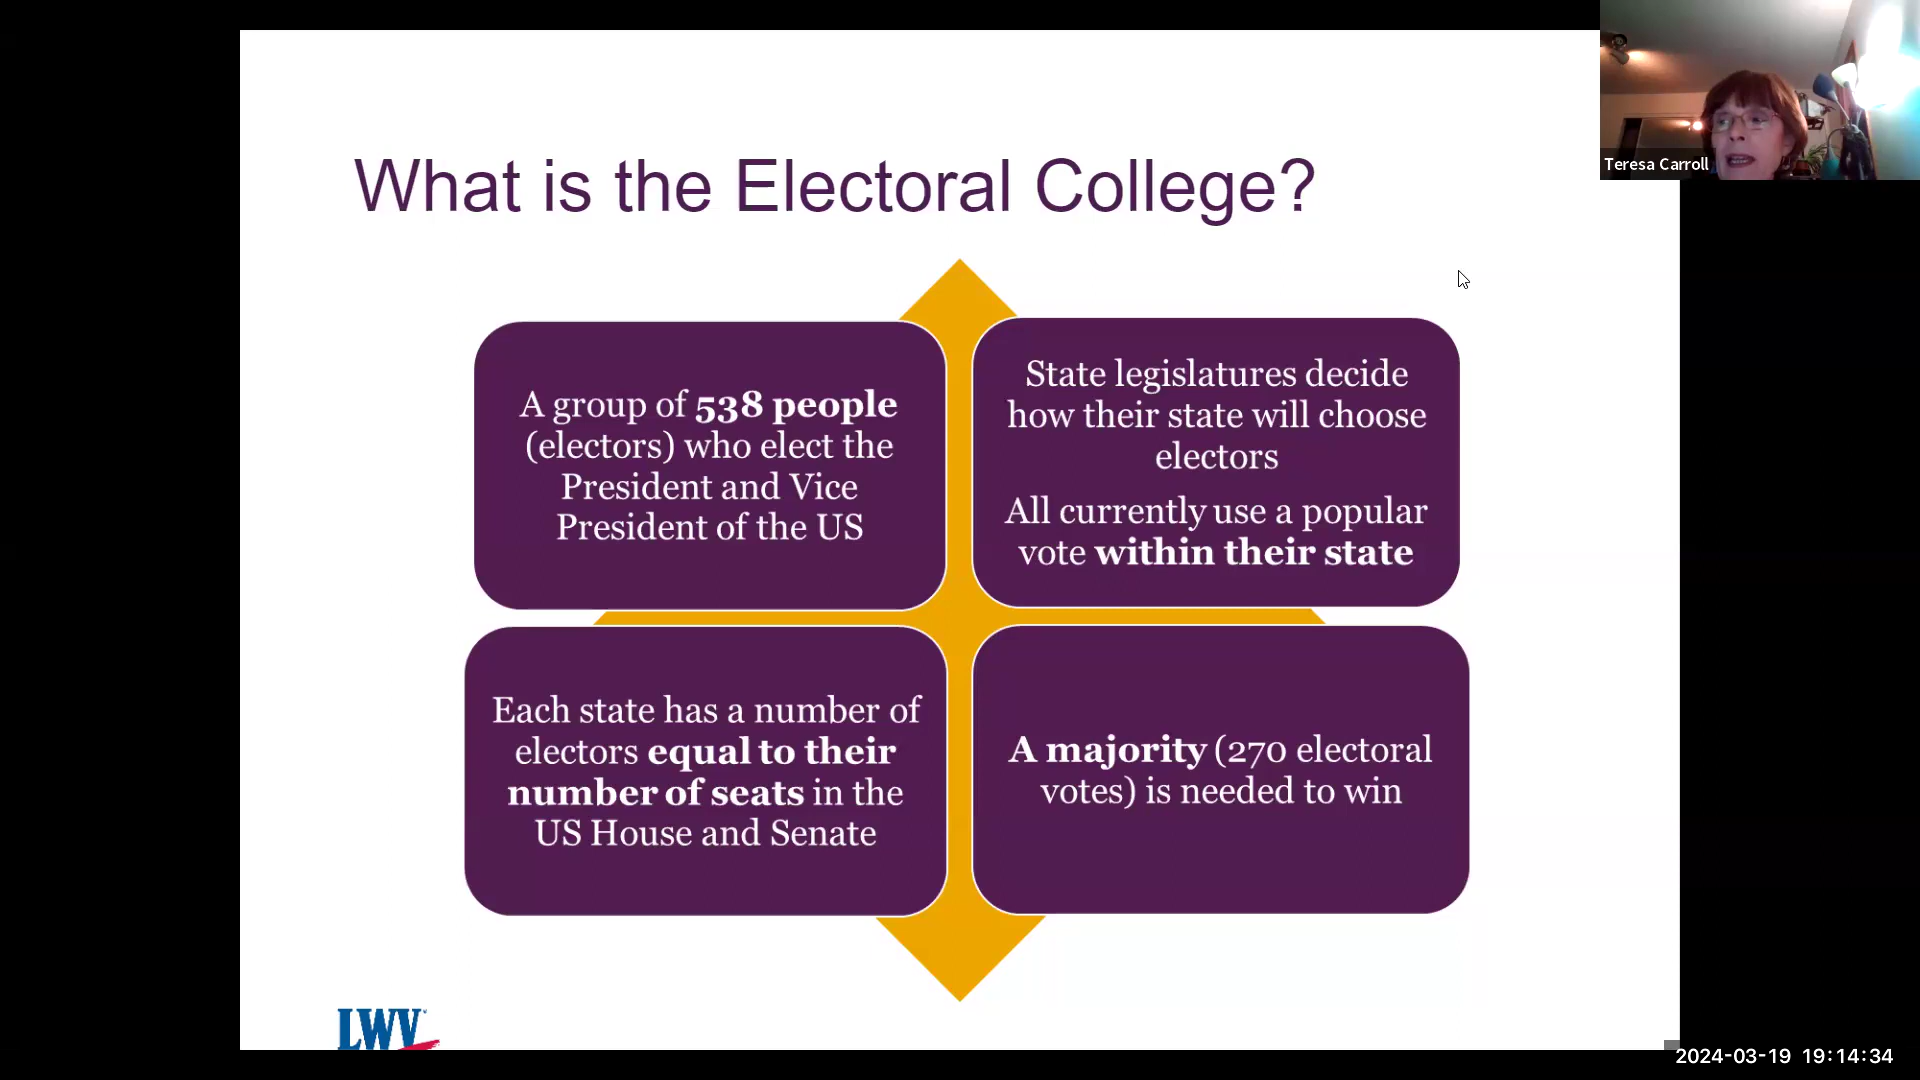 What is the Electoral College?
Teresa Carroll
A group of 538 people
(electors) who elect the
President and Vice
President of the US
State legislatures decide
how their state will choose
electors
All currently use a popular
vote within their state
Each state has a number of
electors equal to their
number of seats in the
US House and Senate
A majority (270 electoral
votes) is needed to win
LWV
2024-03-19 19:14:34